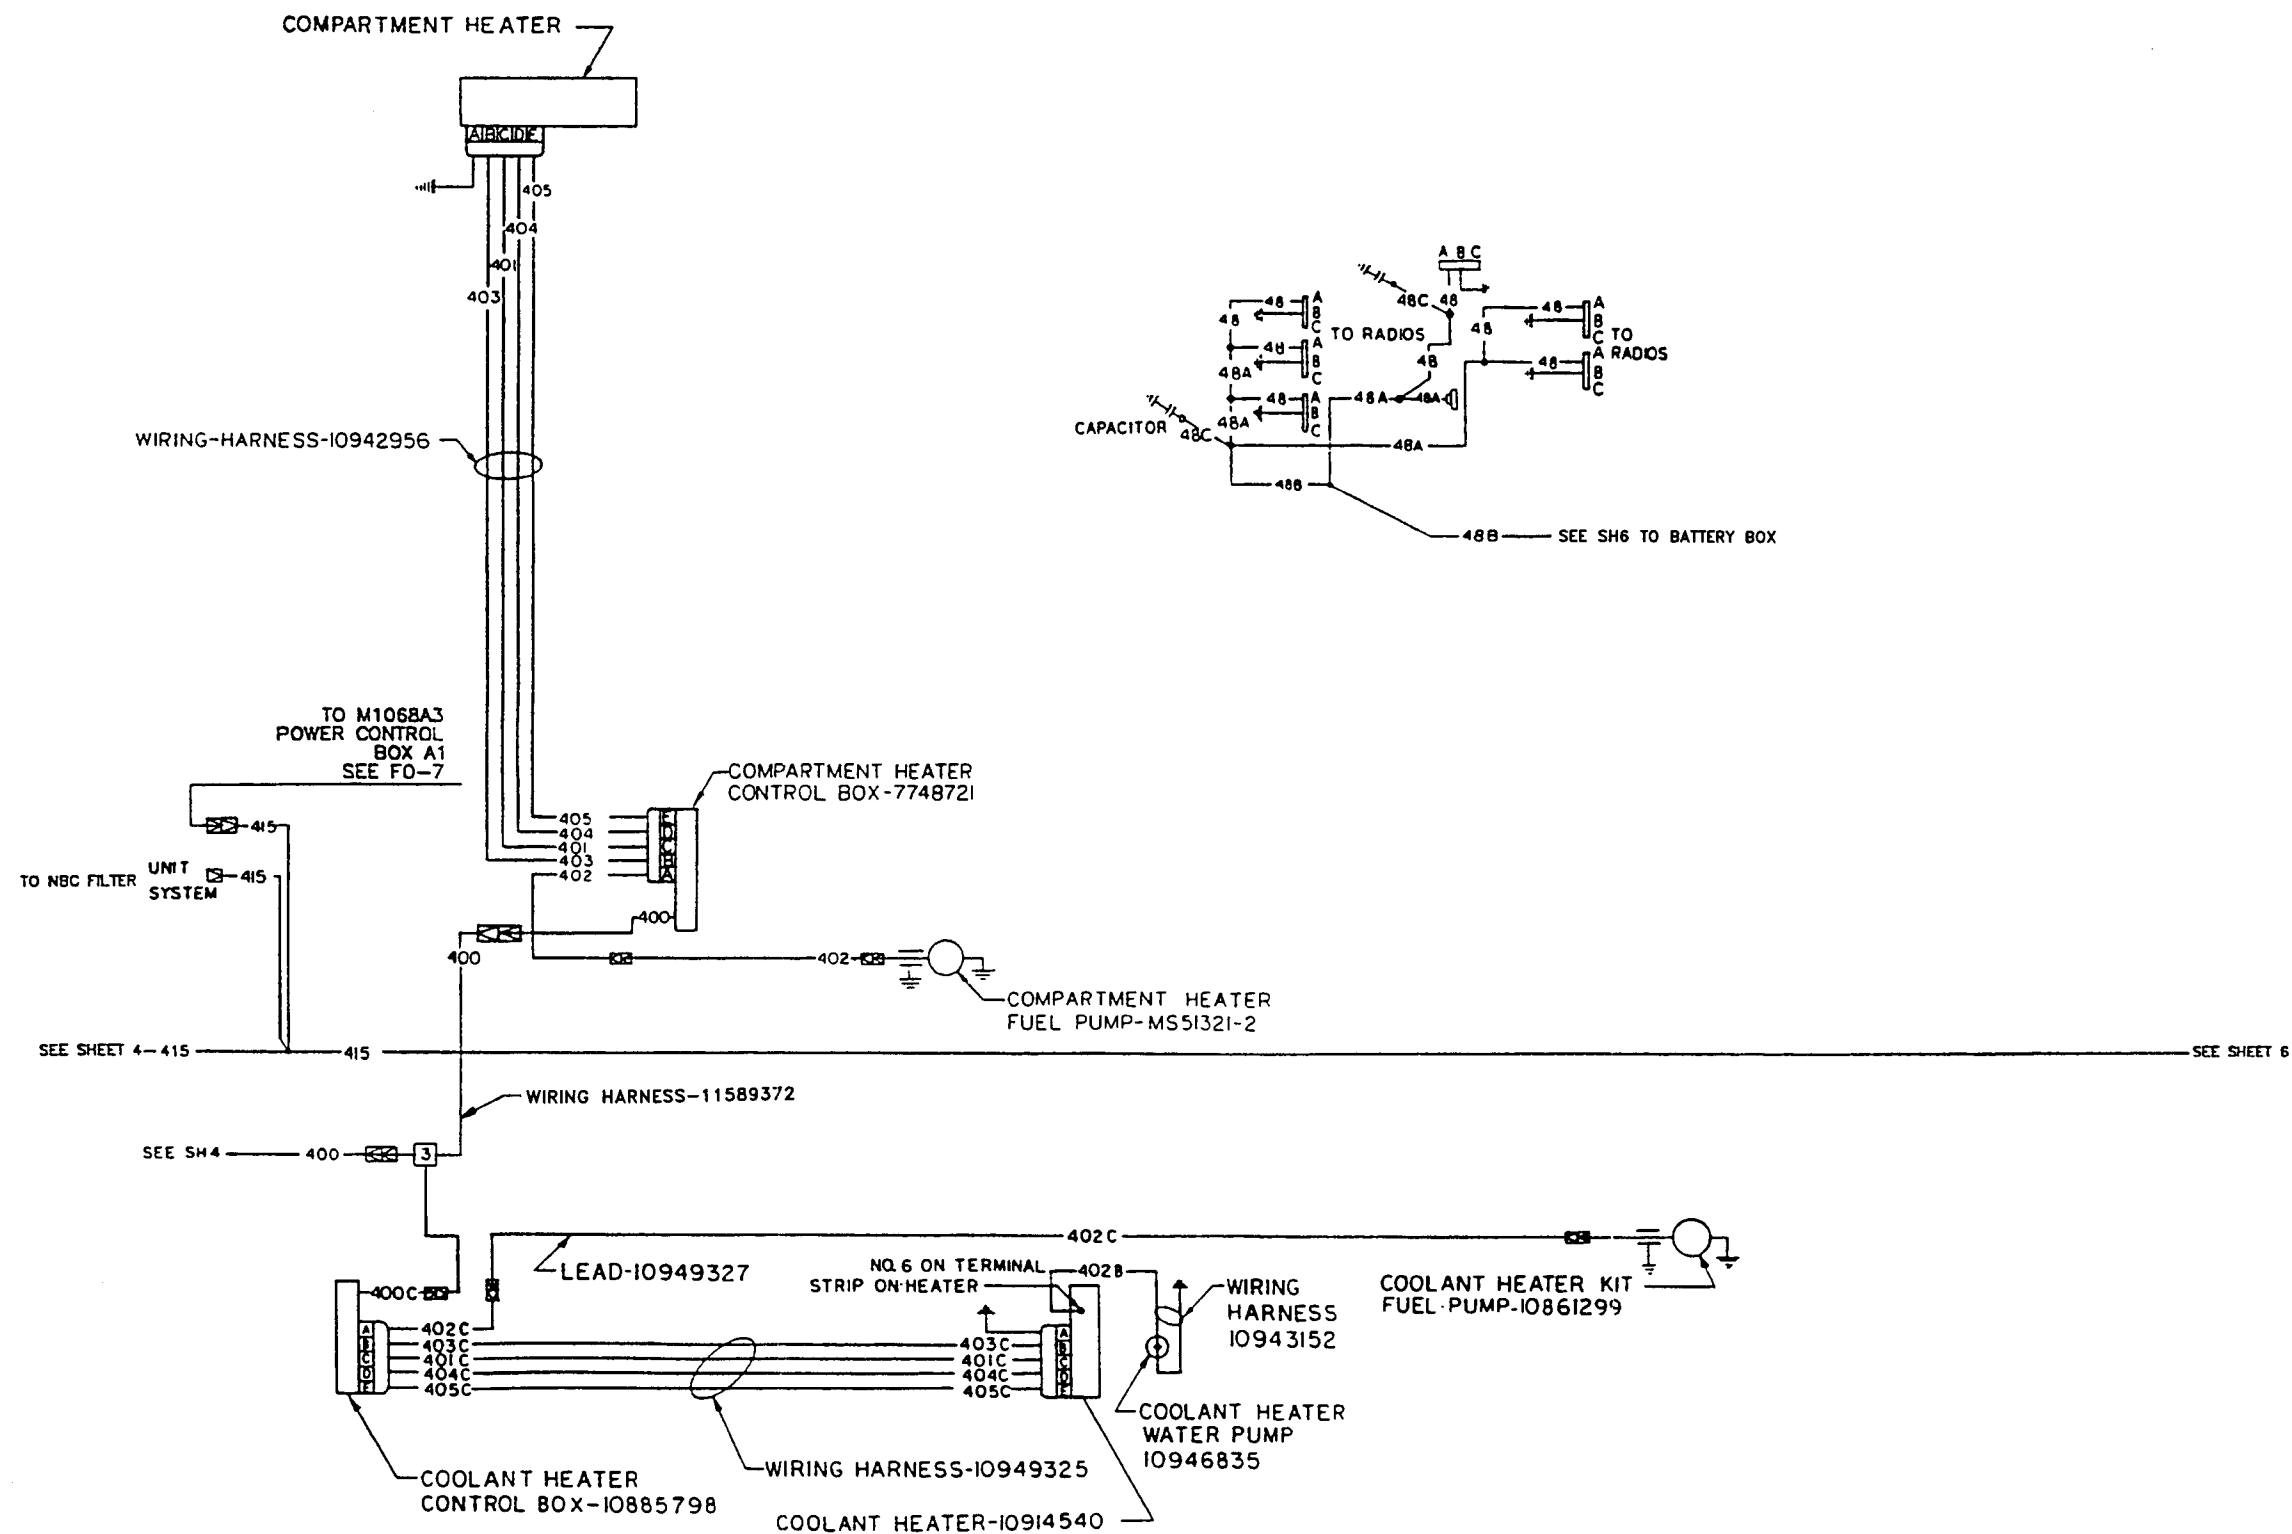 COMPARTMENT HEATER
A B C D E
405
404
401
403
WIRING-HARNESS-10942956
A B C
48C 48
48 A
B
C
48
TO RADIOS
48 A
B
C
48A
48
48 A
B
C
48A
CAPACITOR
48C
48A
48A
48 A
B
C
48
TO
RADIOS
48 A
B
C
48A
48B
48B SEE SH6 TO BATTERY BOX
TO M1068A3
POWER CONTROL
BOX A1
SEE FO-7
415
TO NBC FILTER
UNIT
SYSTEM
415
COMPARTMENT HEATER
CONTROL BOX-7748721
405 E
404 D
401 C
403 B
402 A
400
400
402
COMPARTMENT HEATER
FUEL PUMP-MS51321-2
SEE SHEET 4-415
415
SEE SHEET 6
WIRING HARNESS-11589372
SEE SH4
400
3
402C
LEAD-10949327
NO.6 ON TERMINAL
STRIP ON HEATER
402B
WIRING
HARNESS
10943152
COOLANT HEATER KIT
FUEL PUMP-10861299
400C
A 402C
B 403C
C 401C
D 404C
E 405C
A
403C B
401C C
404C D
405C E
COOLANT HEATER
WATER PUMP
10946835
WIRING HARNESS-10949325
COOLANT HEATER
CONTROL BOX-10885798
COOLANT HEATER-10914540